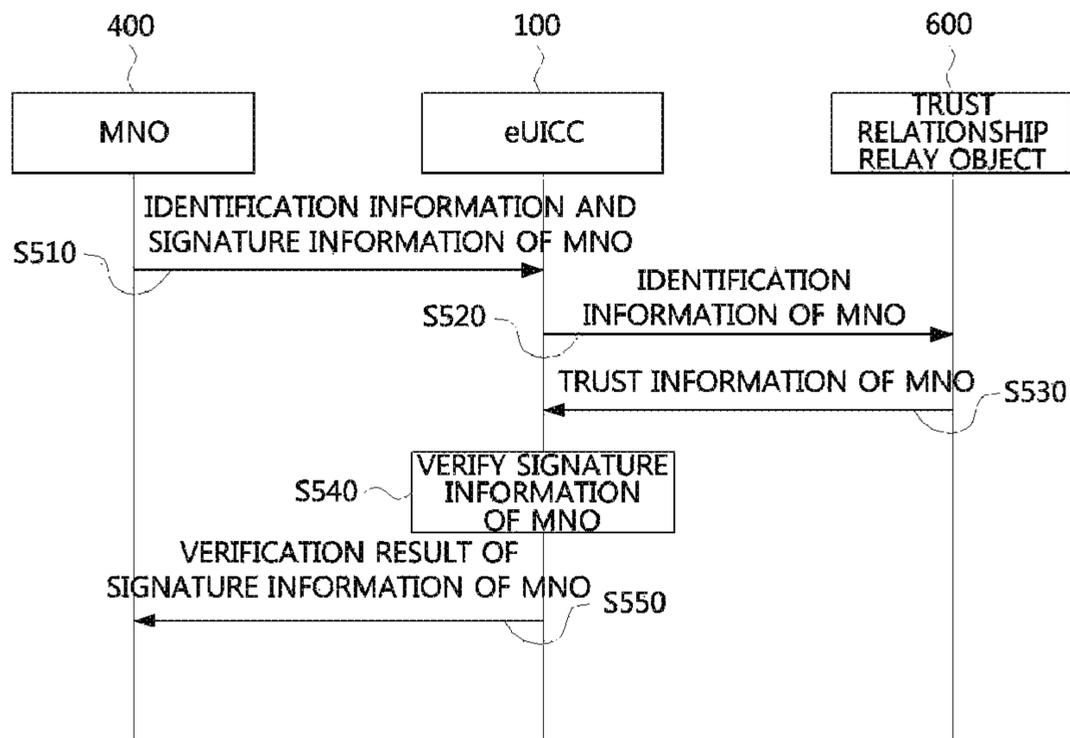 400
100
600
MNO
eUICC
TRUST
RELATIONSHIP
RELAY OBJECT
IDENTIFICATION INFORMATION AND
SIGNATURE INFORMATION OF MNO
S510
IDENTIFICATION
INFORMATION OF MNO
S520
TRUST INFORMATION OF MNO
S530
VERIFY SIGNATURE
INFORMATION
OF MNO
S540
VERIFICATION RESULT OF
SIGNATURE INFORMATION OF MNO
S550